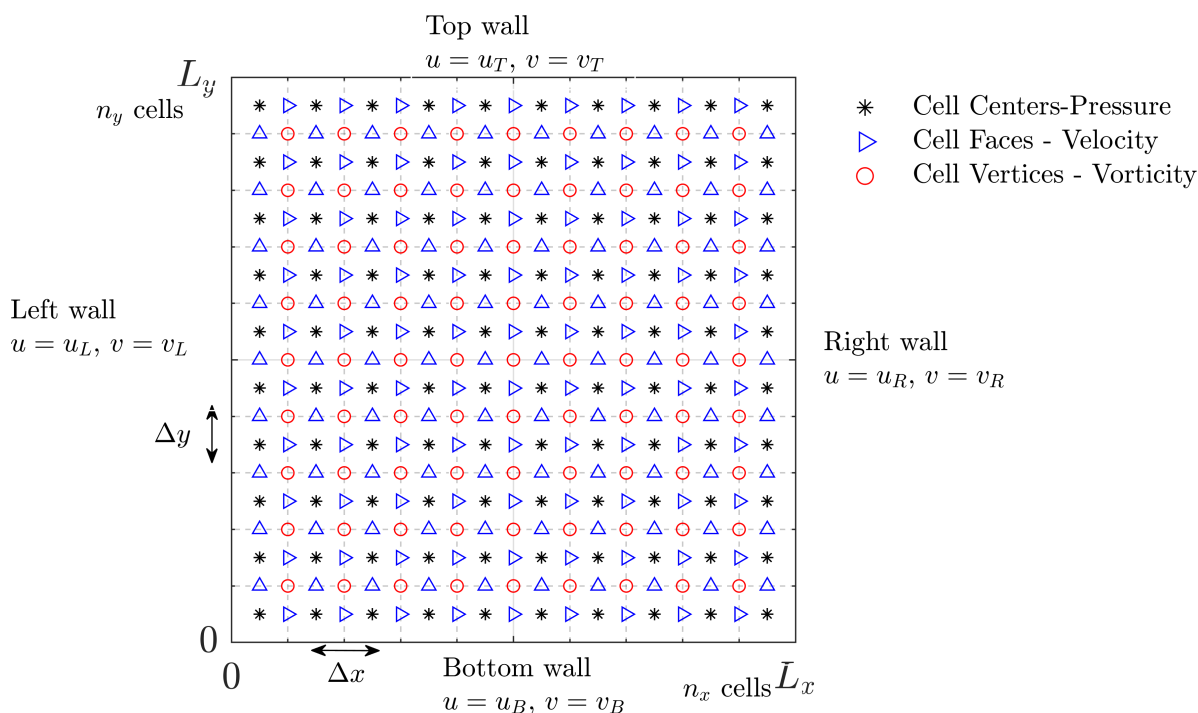 Top wall
u = u_T, v = v_T
L_y
n_y cells
Cell Centers-Pressure
Cell Faces - Velocity
Cell Vertices - Vorticity
Left wall
u = u_L, v = v_L
Right wall
u = u_R, v = v_R
Δy
0
0
Δx
Bottom wall
u = u_B, v = v_B
n_x cells
L_x